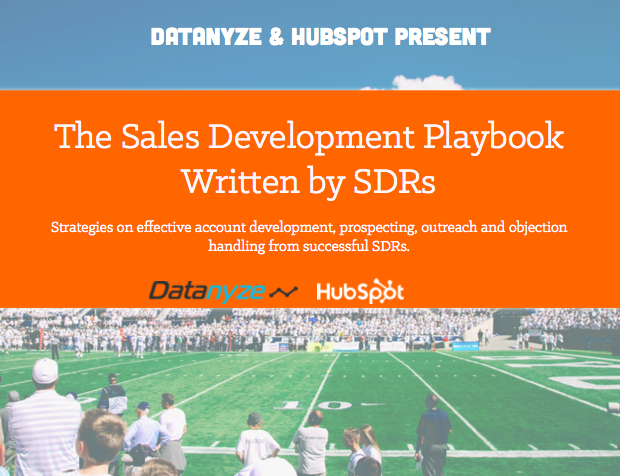 DATANYZE & HUBSPOT PRESENT
The Sales Development Playbook
Written by SDRs
Strategies on effective account development, prospecting, outreach and objection
handling from successful SDRs.
Datanyze HubSpot
10